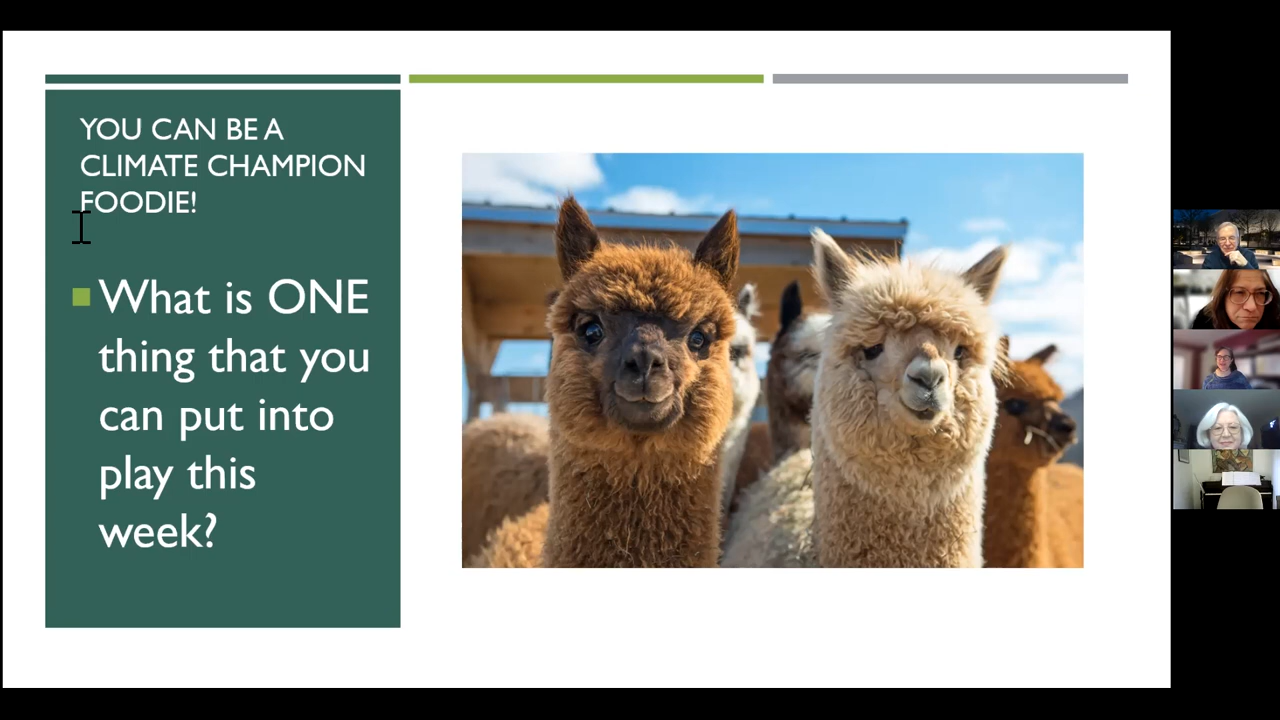 YOU CAN BE A
CLIMATE CHAMPION
FOODIE!
What is ONE
thing that you
can put into
play this
week?